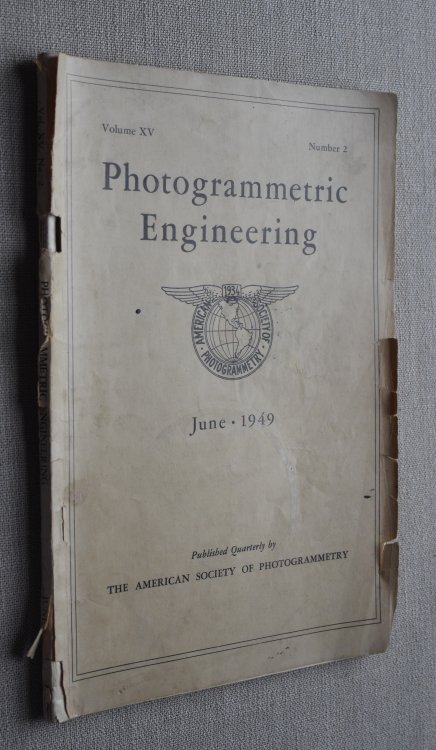 Volume XV
Number 2
Photogrammetric
Engineering
1934
AMERICAN SOCIETY OF
· PHOTOGRAMMETRY ·
June · 1949
Published Quarterly by
THE AMERICAN SOCIETY OF PHOTOGRAMMETRY